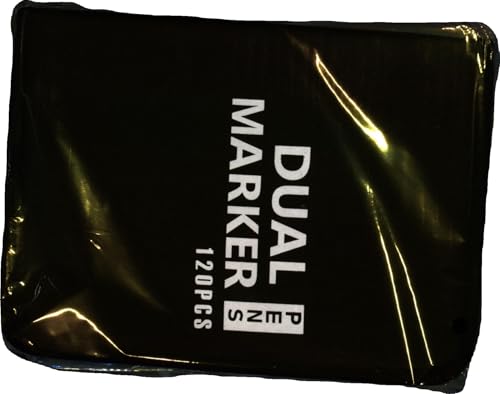 DUAL
MARKER PENS
120PCS